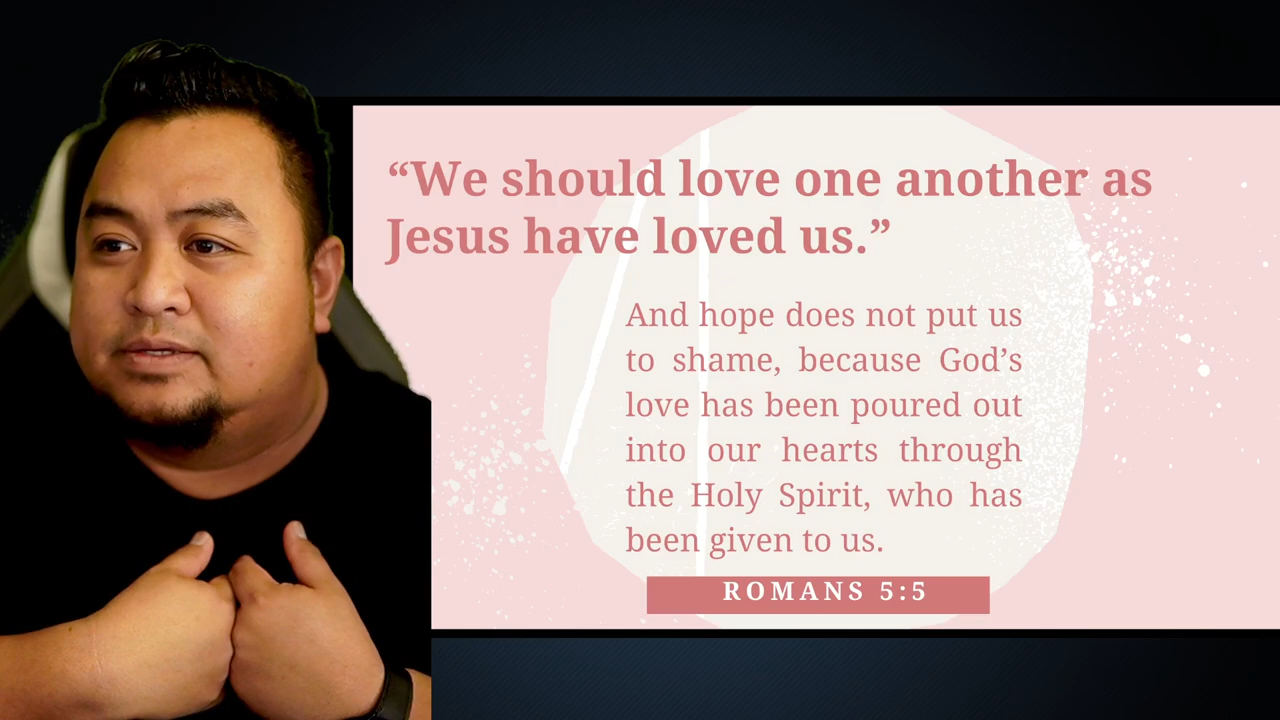 “We should love one another as
Jesus have loved us.”
And hope does not put us
to shame, because God’s
love has been poured out
into our hearts through
the Holy Spirit, who has
been given to us.
ROMANS 5:5